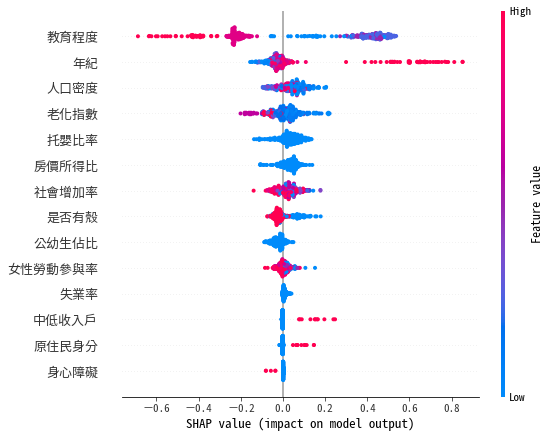 High
教育程度
年紀
人口密度
老化指數
托嬰比率
房價所得比
社會增加率
是否有殼
公幼生佔比
女性勞動參與率
失業率
中低收入戶
原住民身分
身心障礙
Feature value
Low
−0.6 −0.4 −0.2 0.0 0.2 0.4 0.6 0.8
SHAP value (impact on model output)